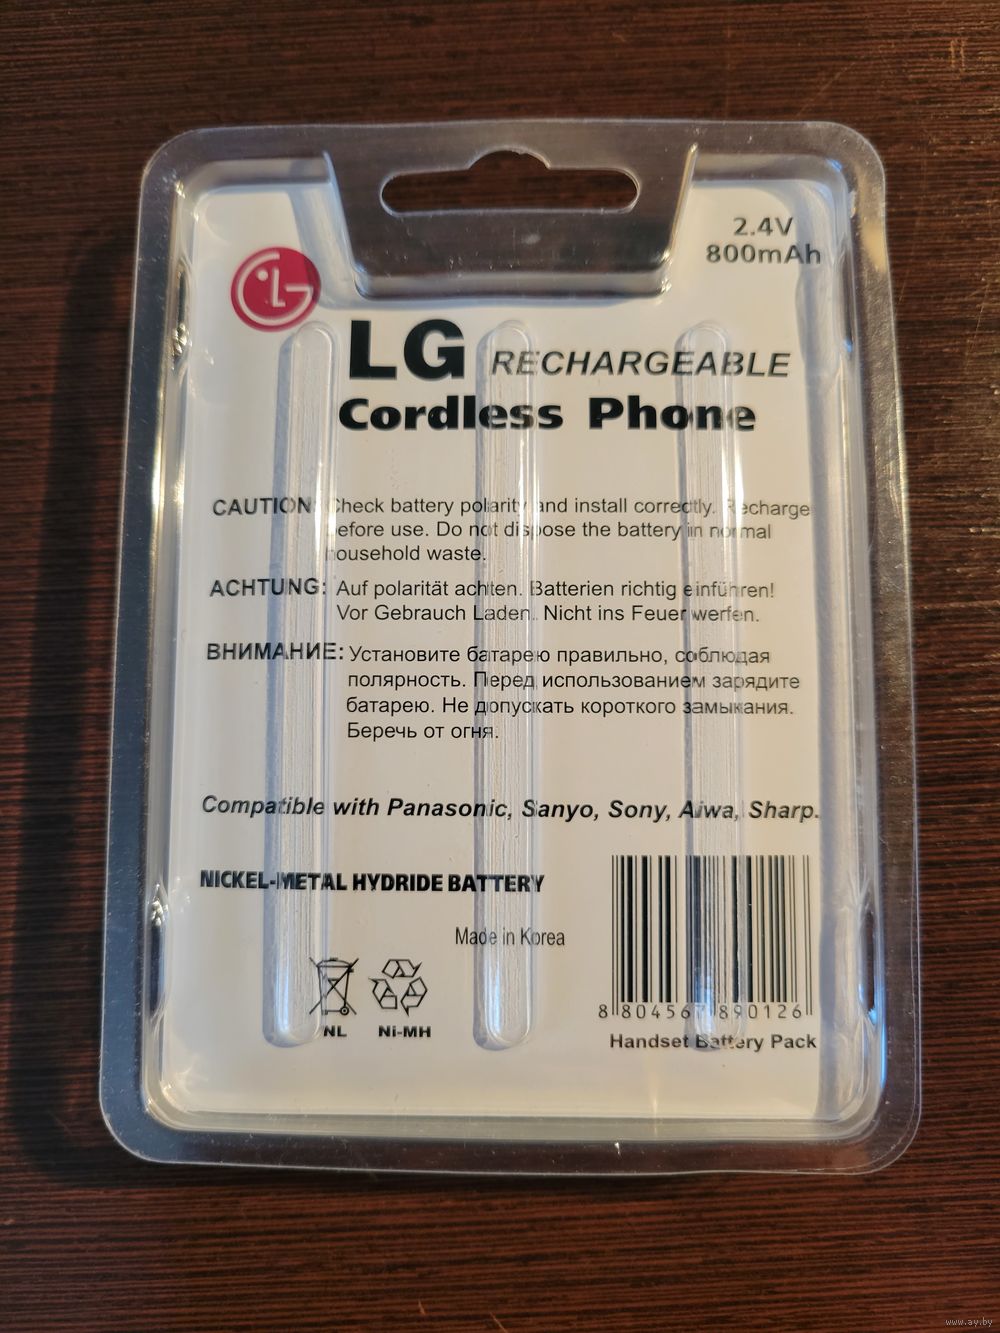 2.4V
800mAh
LG
LG RECHARGEABLE
Cordless Phone
CAUTION: Check battery polarity and install correctly. Recharge
before use. Do not dispose the battery in normal
household waste.
ACHTUNG: Auf polarität achten. Batterien richtig einführen!
Vor Gebrauch Laden. Nicht ins Feuer werfen.
ВНИМАНИЕ: Установите батарею правильно, соблюдая
полярность. Перед использованием зарядите
батарею. Не допускать короткого замыкания.
Беречь от огня.
Compatible with Panasonic, Sanyo, Sony, Aiwa, Sharp.
NICKEL-METAL HYDRIDE BATTERY
Made in Korea
NL Ni-MH
8 804567 890126
Handset Battery Pack
www.ay.by